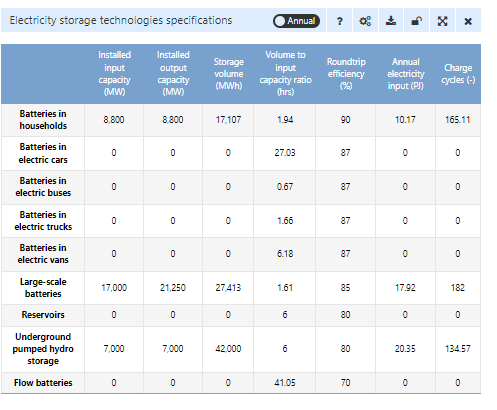 Electricity storage technologies specifications Annual ?
Installed input capacity (MW) Installed output capacity (MW) Storage volume (MWh) Volume to input capacity ratio (hrs) Roundtrip efficiency (%) Annual electricity input (PJ) Charge cycles (-)
Batteries in households 8,800 8,800 17,107 1.94 90 10.17 165.11
Batteries in electric cars 0 0 0 27.03 87 0 0
Batteries in electric buses 0 0 0 0.67 87 0 0
Batteries in electric trucks 0 0 0 1.66 87 0 0
Batteries in electric vans 0 0 0 6.18 87 0 0
Large-scale batteries 17,000 21,250 27,413 1.61 85 17.92 182
Reservoirs 0 0 0 6 80 0 0
Underground pumped hydro storage 7,000 7,000 42,000 6 80 20.35 134.57
Flow batteries 0 0 0 41.05 70 0 0